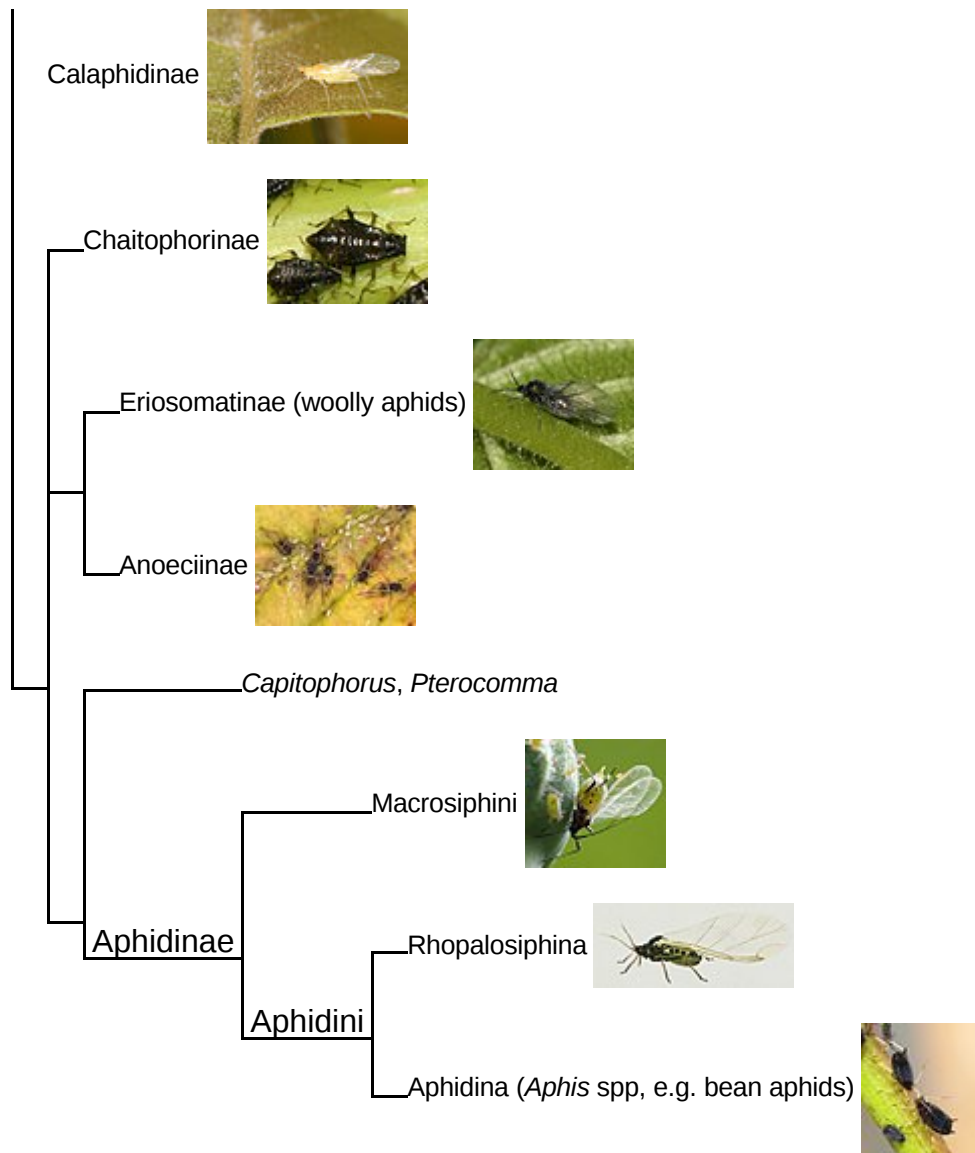 Calaphidinae
Chaitophorinae
Eriosomatinae (woolly aphids)
Anoeciinae
Capitophorus, Pterocomma
Macrosiphini
Aphidinae
Rhopalosiphina
Aphidini
Aphidina (Aphis spp, e.g. bean aphids)